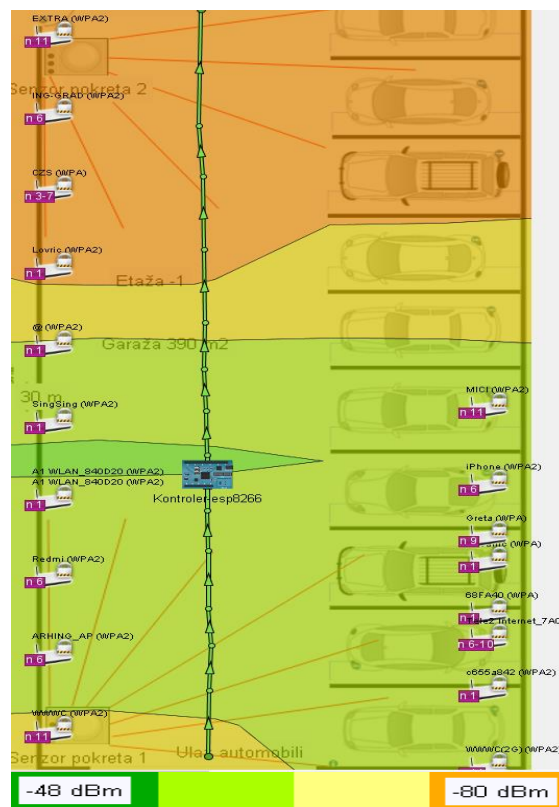 EXTRA (WPA2)
n 11
Senzor pokreta 2
ING-GRAD (WPA2)
n 6
CZS (WPA)
n 3-7
Lovric (WPA2)
n 1
Etaža -1
@ (WPA2)
n 1
Garaža 390 m2
30 m
MICI (WPA2)
n 11
SingSing (WPA2)
n 1
A1 WLAN_840D20 (WPA2)
A1 WLAN_840D20 (WPA2)
n 1
iPhone (WPA2)
n 6
Kontroler esp8266
Greta (WPA)
n 9
(WPA)
n 1
Redmi (WPA2)
n 6
68FA40 (WPA)
Internet_7A0
n 6-10
ARHING_AP (WPA2)
n 6
c655a842 (WPA2)
n 1
WWWC (WPA2)
n 11
Senzor pokreta 1
automobili
WWWC(2G) (WPA2)
-48 dBm
-80 dBm